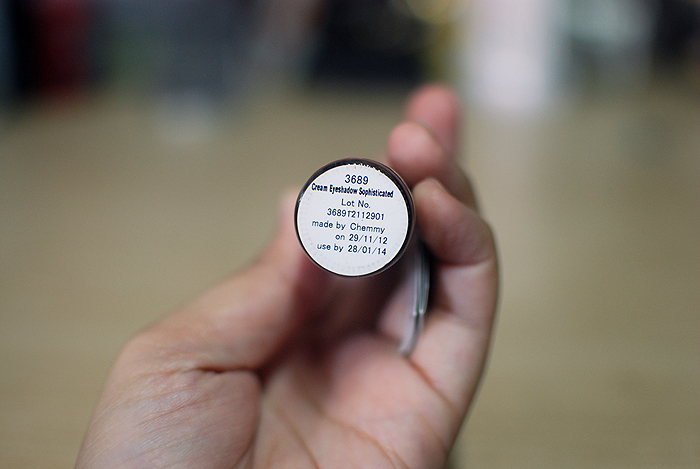 3689
Cream Eyeshadow Sophisticated
Lot No.
3689T2112901
made by Chemmy
on 29/11/12
use by 28/01/14